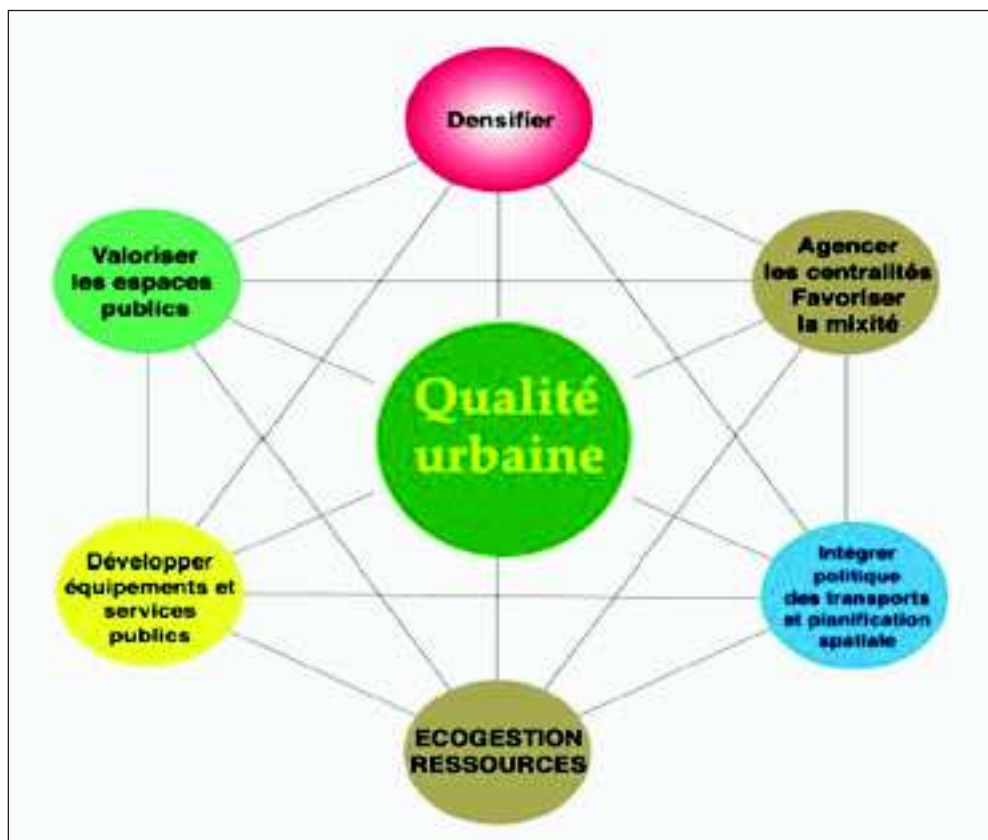 Densifier
Valoriser
les espaces
publics
Agencer
les centralités
Favoriser
la mixité
Qualité
urbaine
Développer
équipements et
services
publics
Intégrer
politique
des transports
et planification
spatiale
ECOGESTION
RESSOURCES